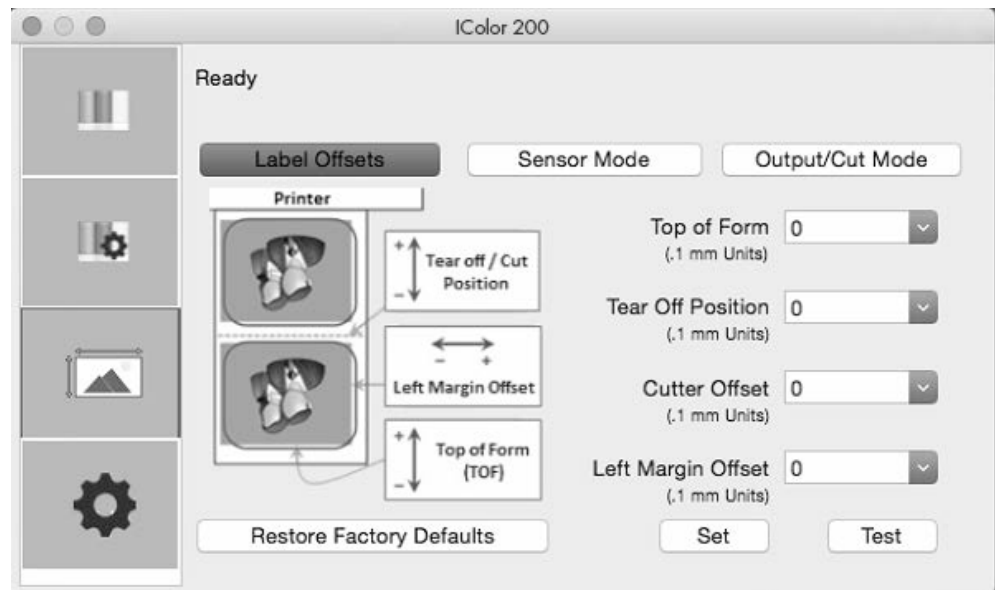 IColor 200
Ready
Label Offsets
Sensor Mode
Output/Cut Mode
Printer
+
Tear off / Cut
Position
−
− +
Left Margin Offset
+
Top of Form
(TOF)
−
Top of Form 0
(.1 mm Units)
Tear Off Position 0
(.1 mm Units)
Cutter Offset 0
(.1 mm Units)
Left Margin Offset 0
(.1 mm Units)
Restore Factory Defaults
Set
Test